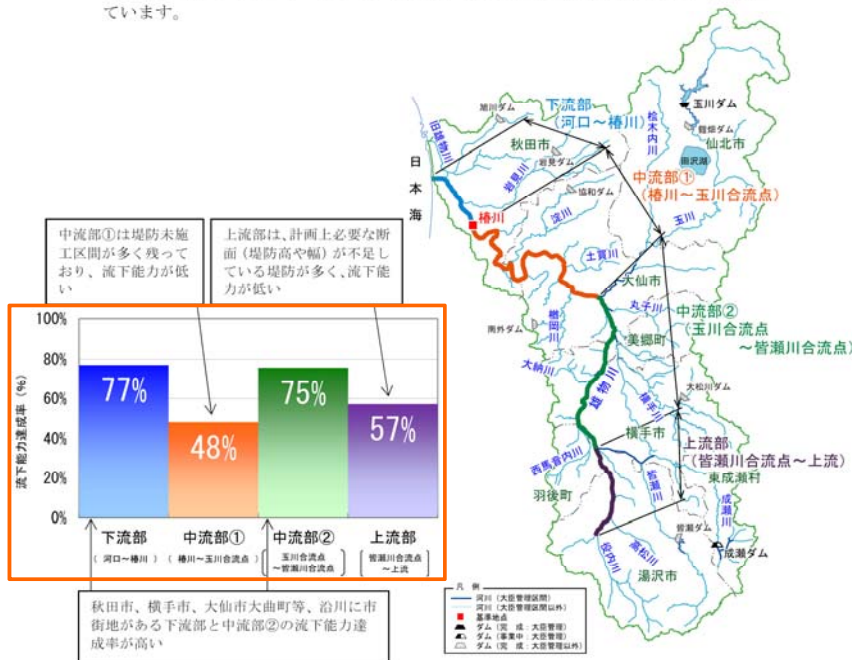 ています。
中流部①は堤防未施
工区間が多く残って
おり、流下能力が低
い
上流部は、計画上必要な断
面（堤防高や幅）が不足し
ている堤防が多く、流下能
力が低い
流下能力達成率（%）
100%
80%
60%
40%
20%
0%
77%
48%
75%
57%
下流部
（河口～椿川）
中流部①
（椿川～玉川合流点）
中流部②
玉川合流点
～皆瀬川合流点
上流部
皆瀬川合流点
～上流
秋田市、横手市、大仙市大曲町等、沿川に市
街地がある下流部と中流部②の流下能力達
成率が高い
日本海
旧雄物川
旭川ダム
下流部
（河口～椿川）
秋田市
岩見ダム
岩見川
椿川
協和ダム
淀川
桧木内川
玉川ダム
鎧畑ダム
仙北市
田沢湖
中流部①
（椿川～玉川合流点）
玉川
土買川
大仙市
丸子川
中流部②
（玉川合流点
～皆瀬川合流点）
美郷町
南外ダム
楢岡川
大納川
雄物川
横手川
大松川ダム
横手市
上流部
（皆瀬川合流点～上流）
東成瀬村
西馬音内川
羽後町
皆瀬川
成瀬川
皆瀬ダム
成瀬ダム
役内川
高松川
湯沢市
凡例
河川（大臣管理区間）
河川（大臣管理区間以外）
基準地点
ダム（完　成：大臣管理）
ダム（事業中：大臣管理）
ダム（完　成：大臣管理以外）